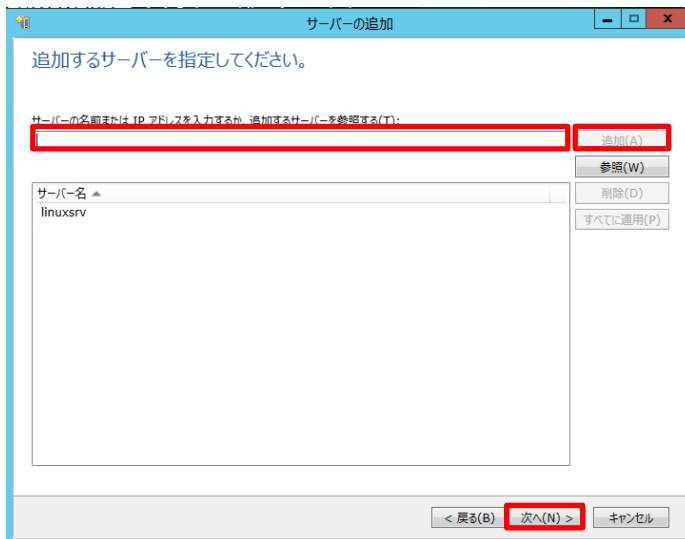 サーバーの追加
追加するサーバーを指定してください。
サーバーの名前または IP アドレスを入力するか、追加するサーバーを参照する(T):
追加(A)
参照(W)
サーバー名
削除(D)
linuxsrv
すべてに適用(P)
< 戻る(B)
次へ(N) >
キャンセル